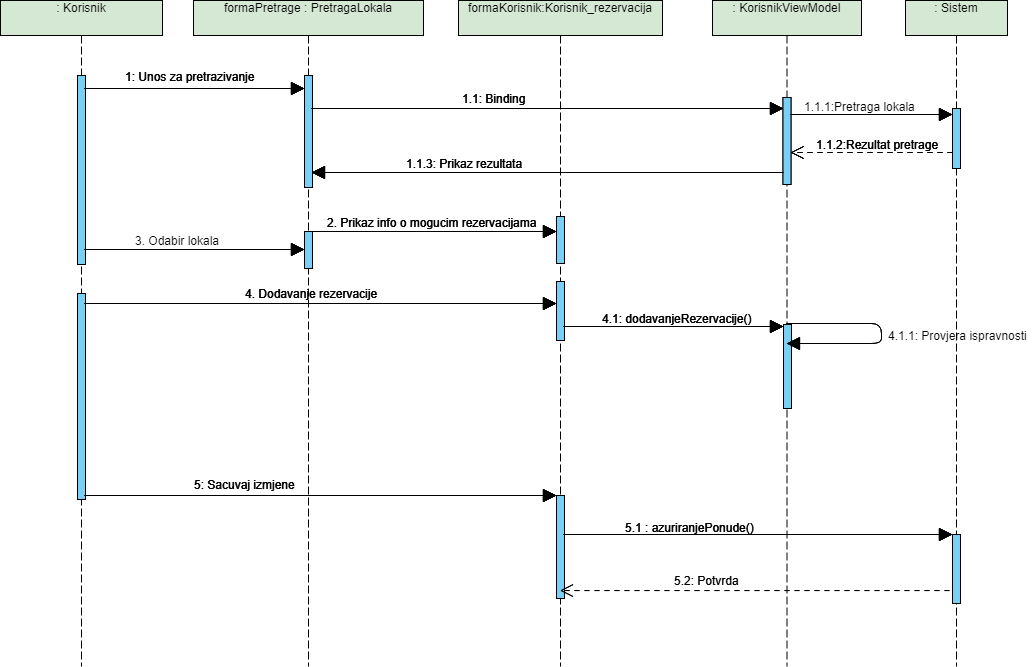 : Korisnik
formaPretrage : PretragaLokala
formaKorisnik:Korisnik_rezervacija
: KorisnikViewModel
: Sistem
1: Unos za pretrazivanje
1.1: Binding
1.1.1:Pretraga lokala
1.1.2:Rezultat pretrage
1.1.3: Prikaz rezultata
2. Prikaz info o mogucim rezervacijama
3. Odabir lokala
4. Dodavanje rezervacije
4.1: dodavanjeRezervacije()
4.1.1: Provjera ispravnosti
5: Sacuvaj izmjene
5.1 : azuriranjePonude()
5.2: Potvrda